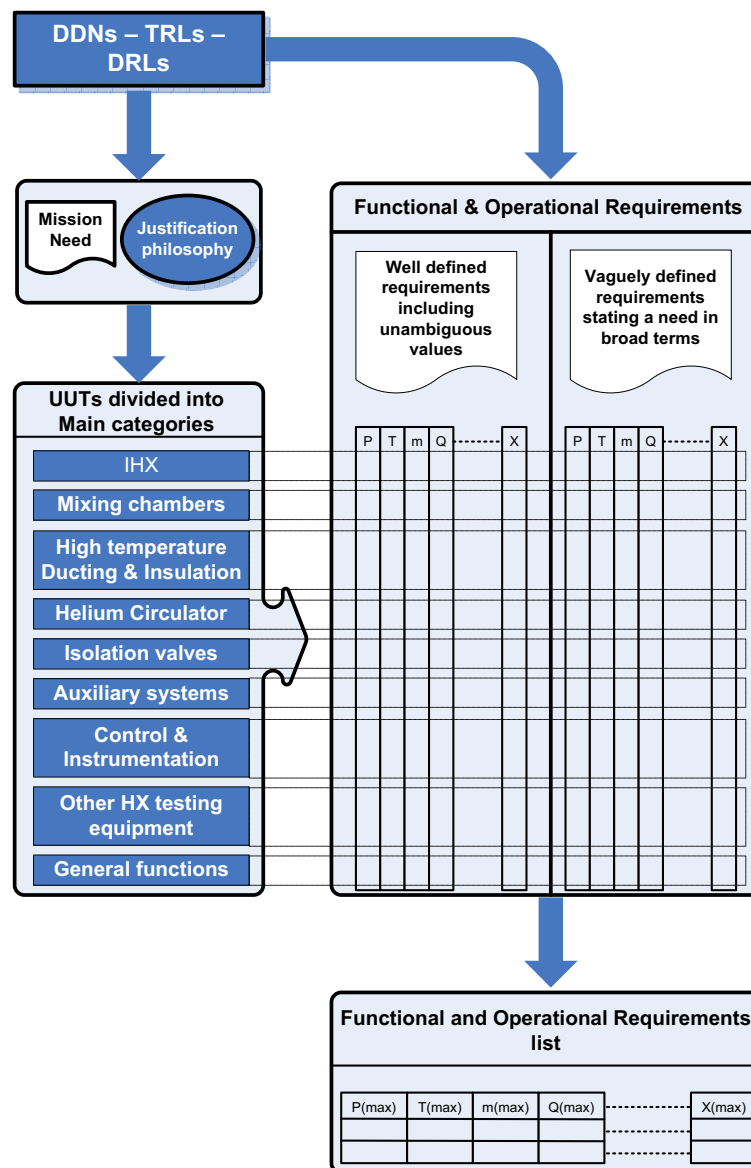 DDNs – TRLs –
DRLs
Mission
Need
Justification
philosophy
Functional & Operational Requirements
Well defined
requirements
including
unambiguous
values
Vaguely defined
requirements
stating a need in
broad terms
UUTs divided into
Main categories
P T m Q X
P T m Q X
IHX
Mixing chambers
High temperature
Ducting & Insulation
Helium Circulator
Isolation valves
Auxiliary systems
Control &
Instrumentation
Other HX testing
equipment
General functions
Functional and Operational Requirements
list
P(max) T(max) m(max) Q(max) X(max)